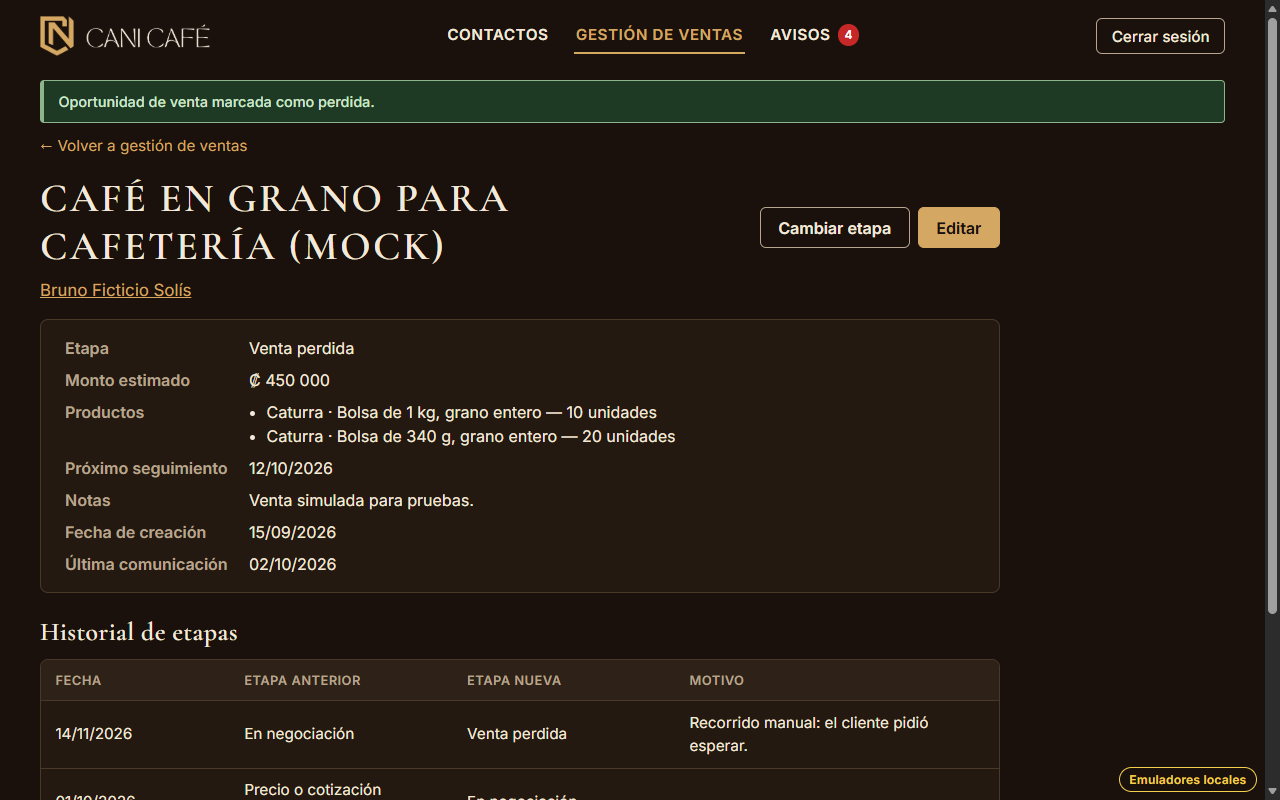 CANI CAFÉ
CONTACTOS
GESTIÓN DE VENTAS
AVISOS 4
Cerrar sesión
Oportunidad de venta marcada como perdida.
← Volver a gestión de ventas
CAFÉ EN GRANO PARA
CAFETERÍA (MOCK)
Cambiar etapa
Editar
Bruno Ficticio Solís
Etapa Venta perdida
Monto estimado ₡ 450 000
Productos • Caturra · Bolsa de 1 kg, grano entero — 10 unidades
• Caturra · Bolsa de 340 g, grano entero — 20 unidades
Próximo seguimiento 12/10/2026
Notas Venta simulada para pruebas.
Fecha de creación 15/09/2026
Última comunicación 02/10/2026
Historial de etapas
FECHA ETAPA ANTERIOR ETAPA NUEVA MOTIVO
14/11/2026 En negociación Venta perdida Recorrido manual: el cliente pidió
esperar.
Precio o cotización
01/10/2026 En negociación
Emuladores locales